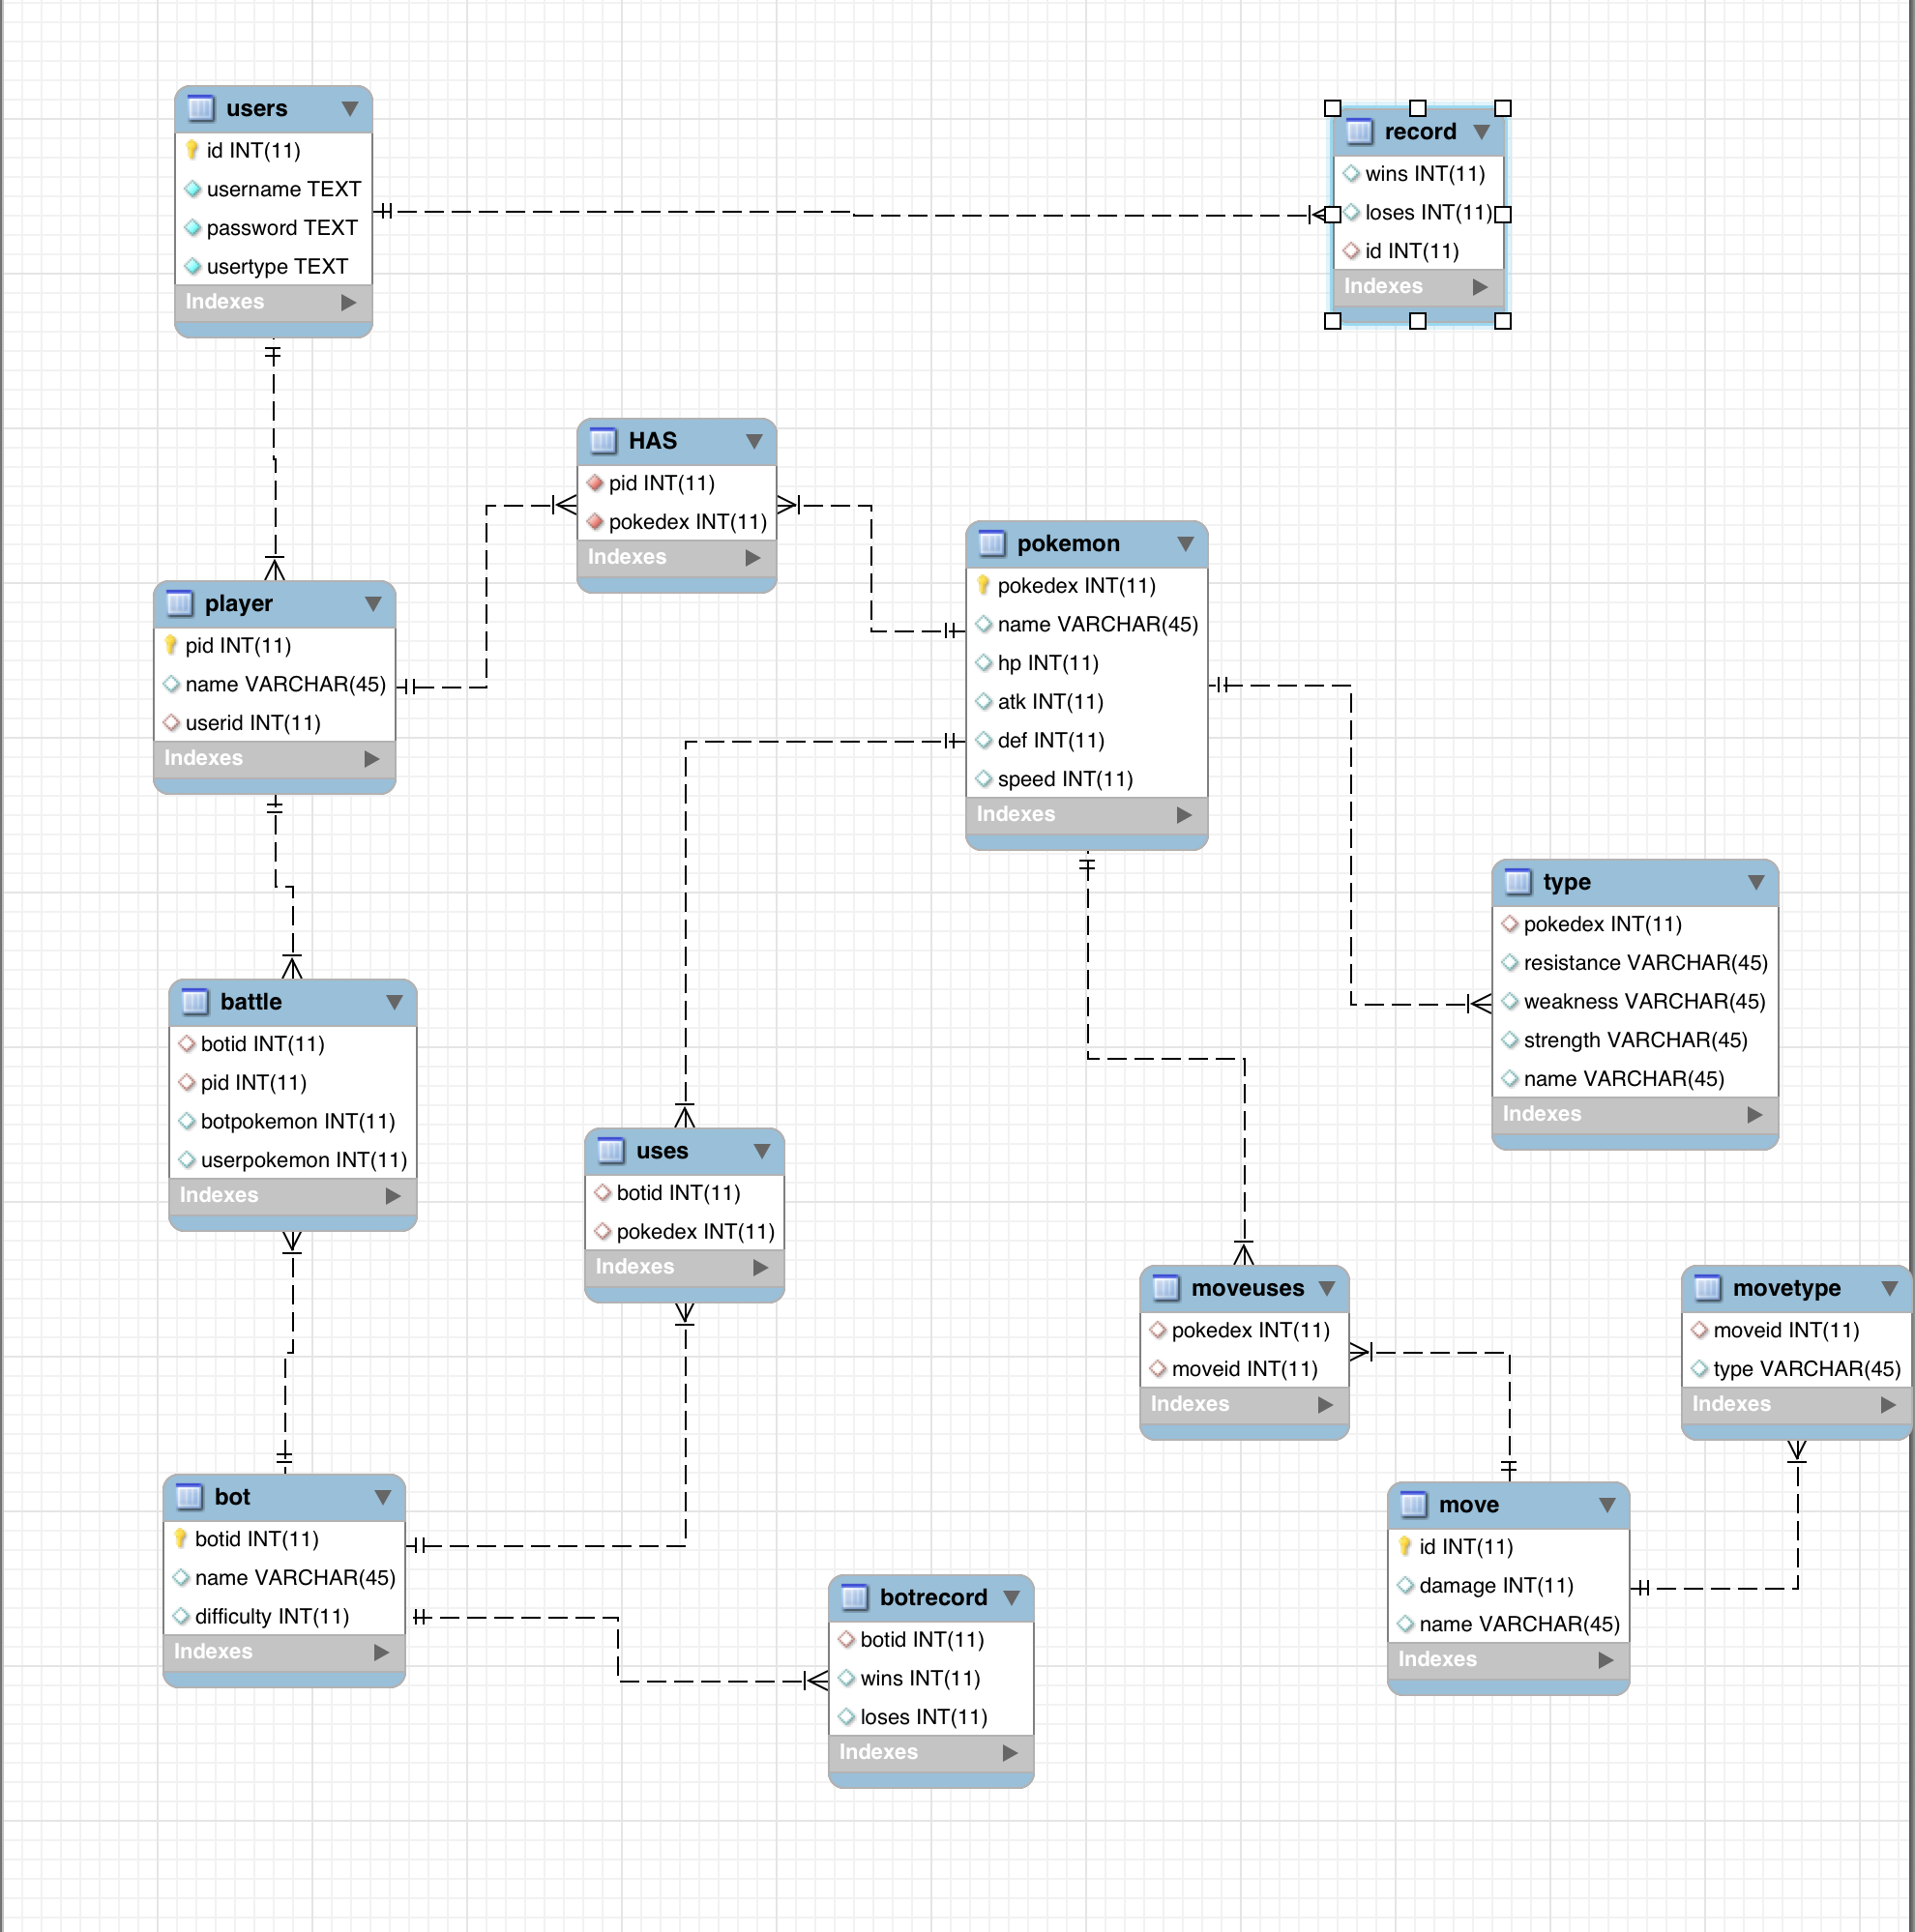 users
id INT(11)
username TEXT
password TEXT
usertype TEXT
Indexes
record
wins INT(11)
loses INT(11)
id INT(11)
Indexes
HAS
pid INT(11)
pokedex INT(11)
Indexes
pokemon
pokedex INT(11)
name VARCHAR(45)
hp INT(11)
atk INT(11)
def INT(11)
speed INT(11)
Indexes
player
pid INT(11)
name VARCHAR(45)
userid INT(11)
Indexes
type
pokedex INT(11)
resistance VARCHAR(45)
weakness VARCHAR(45)
strength VARCHAR(45)
name VARCHAR(45)
Indexes
battle
botid INT(11)
pid INT(11)
botpokemon INT(11)
userpokemon INT(11)
Indexes
uses
botid INT(11)
pokedex INT(11)
Indexes
moveuses
pokedex INT(11)
moveid INT(11)
Indexes
movetype
moveid INT(11)
type VARCHAR(45)
Indexes
bot
botid INT(11)
name VARCHAR(45)
difficulty INT(11)
Indexes
move
id INT(11)
damage INT(11)
name VARCHAR(45)
Indexes
botrecord
botid INT(11)
wins INT(11)
loses INT(11)
Indexes